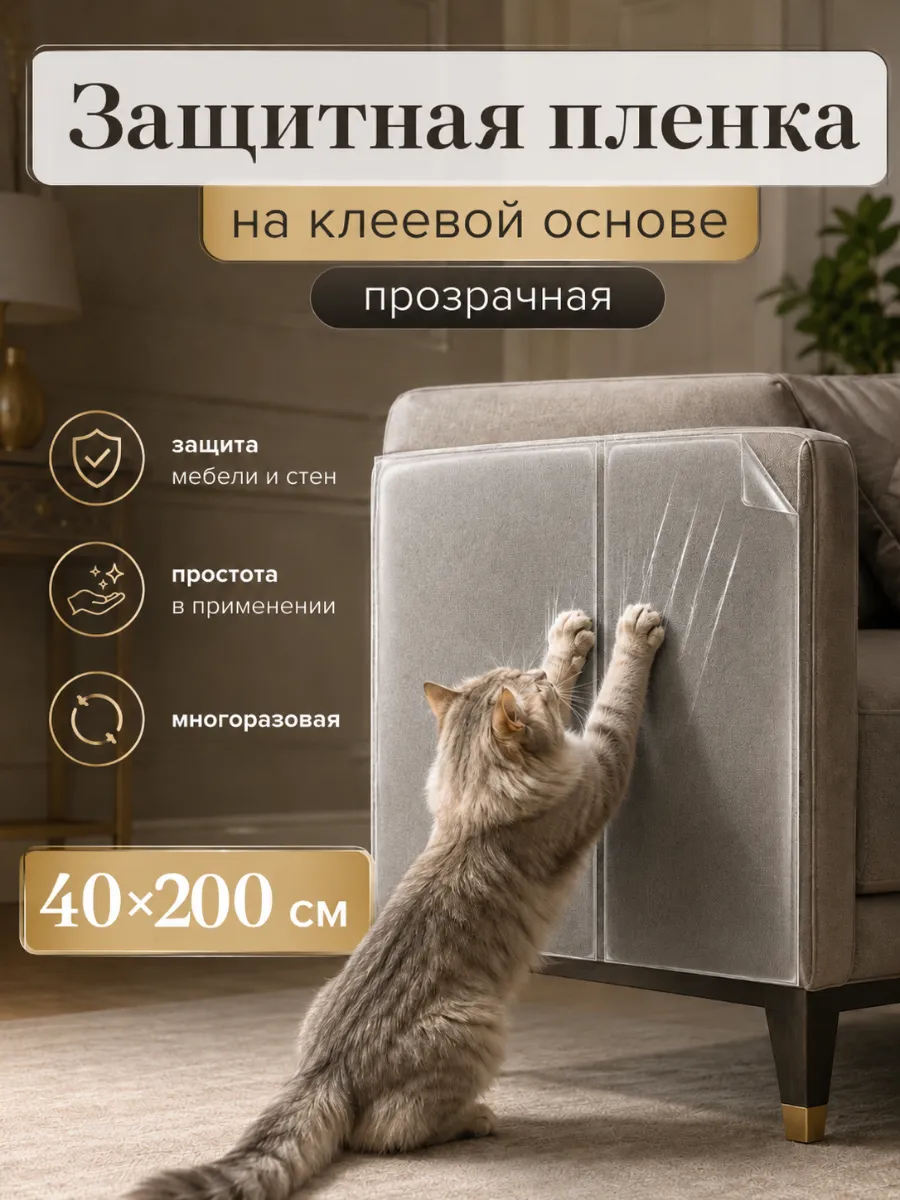 Защитная пленка
на клеевой основе
прозрачная
защита
мебели и стен
простота
в применении
многоразовая
40×200 см